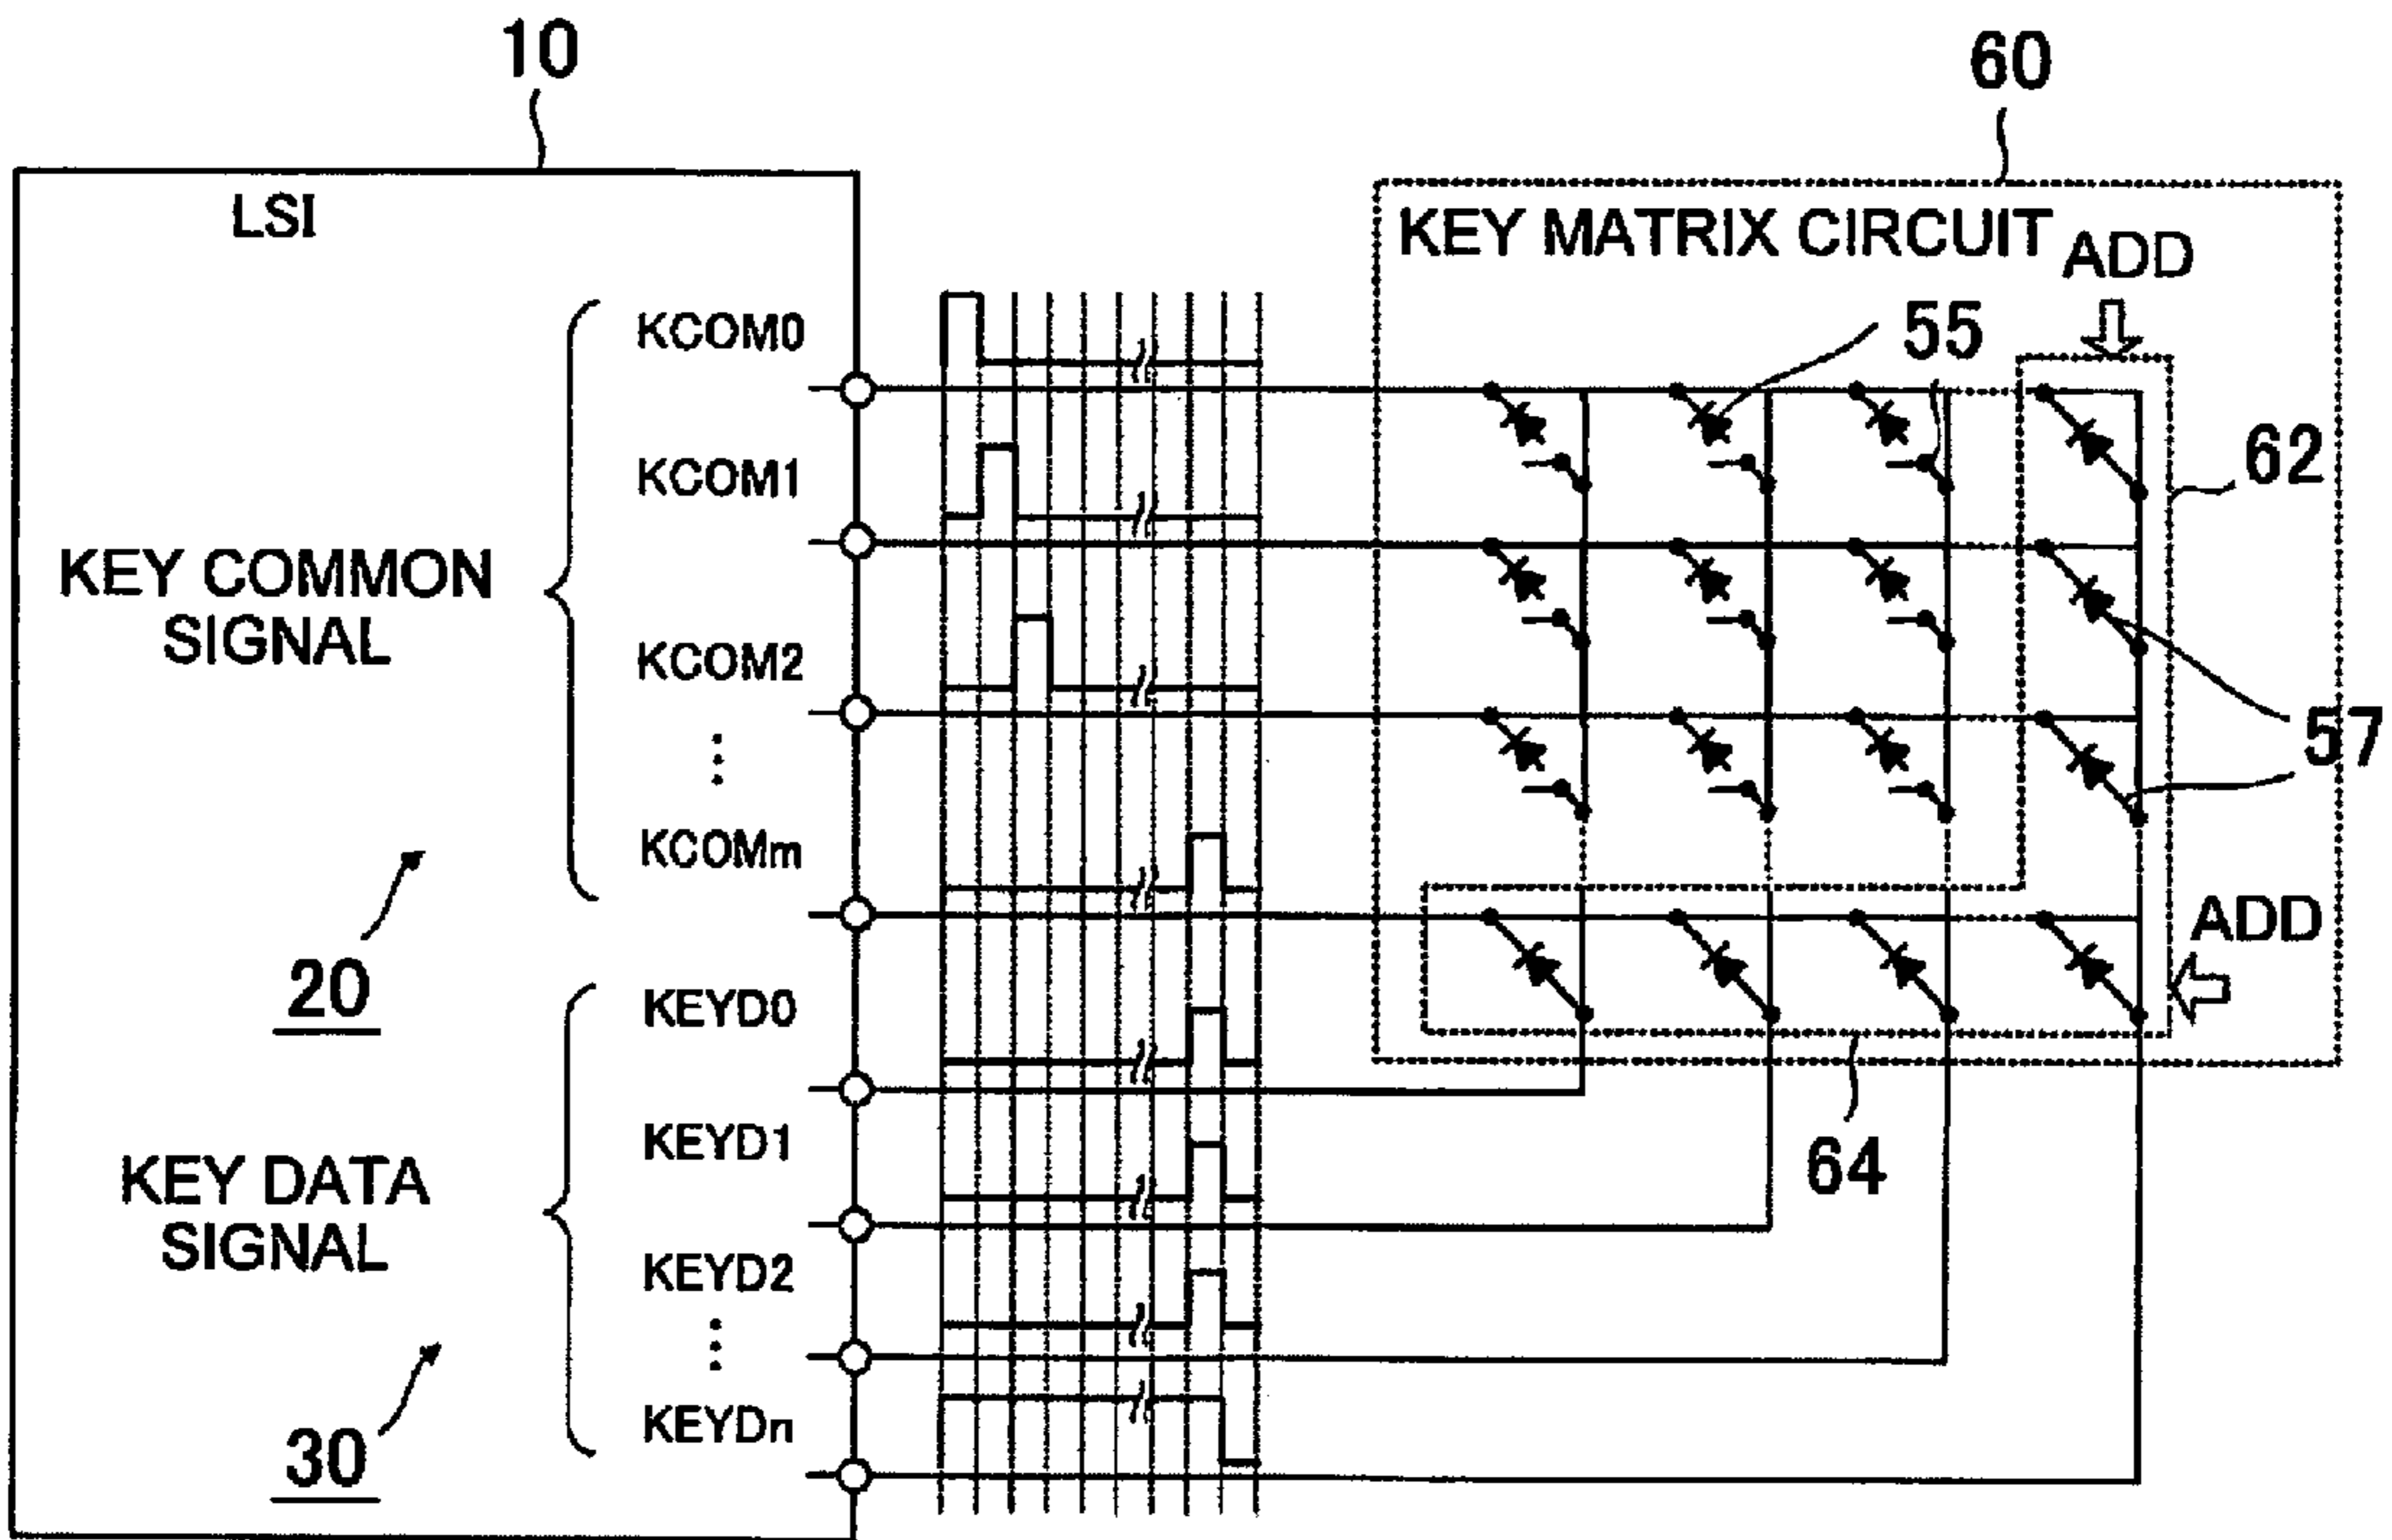 10
60
LSI
KEY MATRIX CIRCUIT
ADD
55
KCOM0
62
KCOM1
KEY COMMON
SIGNAL
KCOM2
57
KCOMm
ADD
20
KEYD0
KEYD1
64
KEY DATA
SIGNAL
KEYD2
KEYDn
30